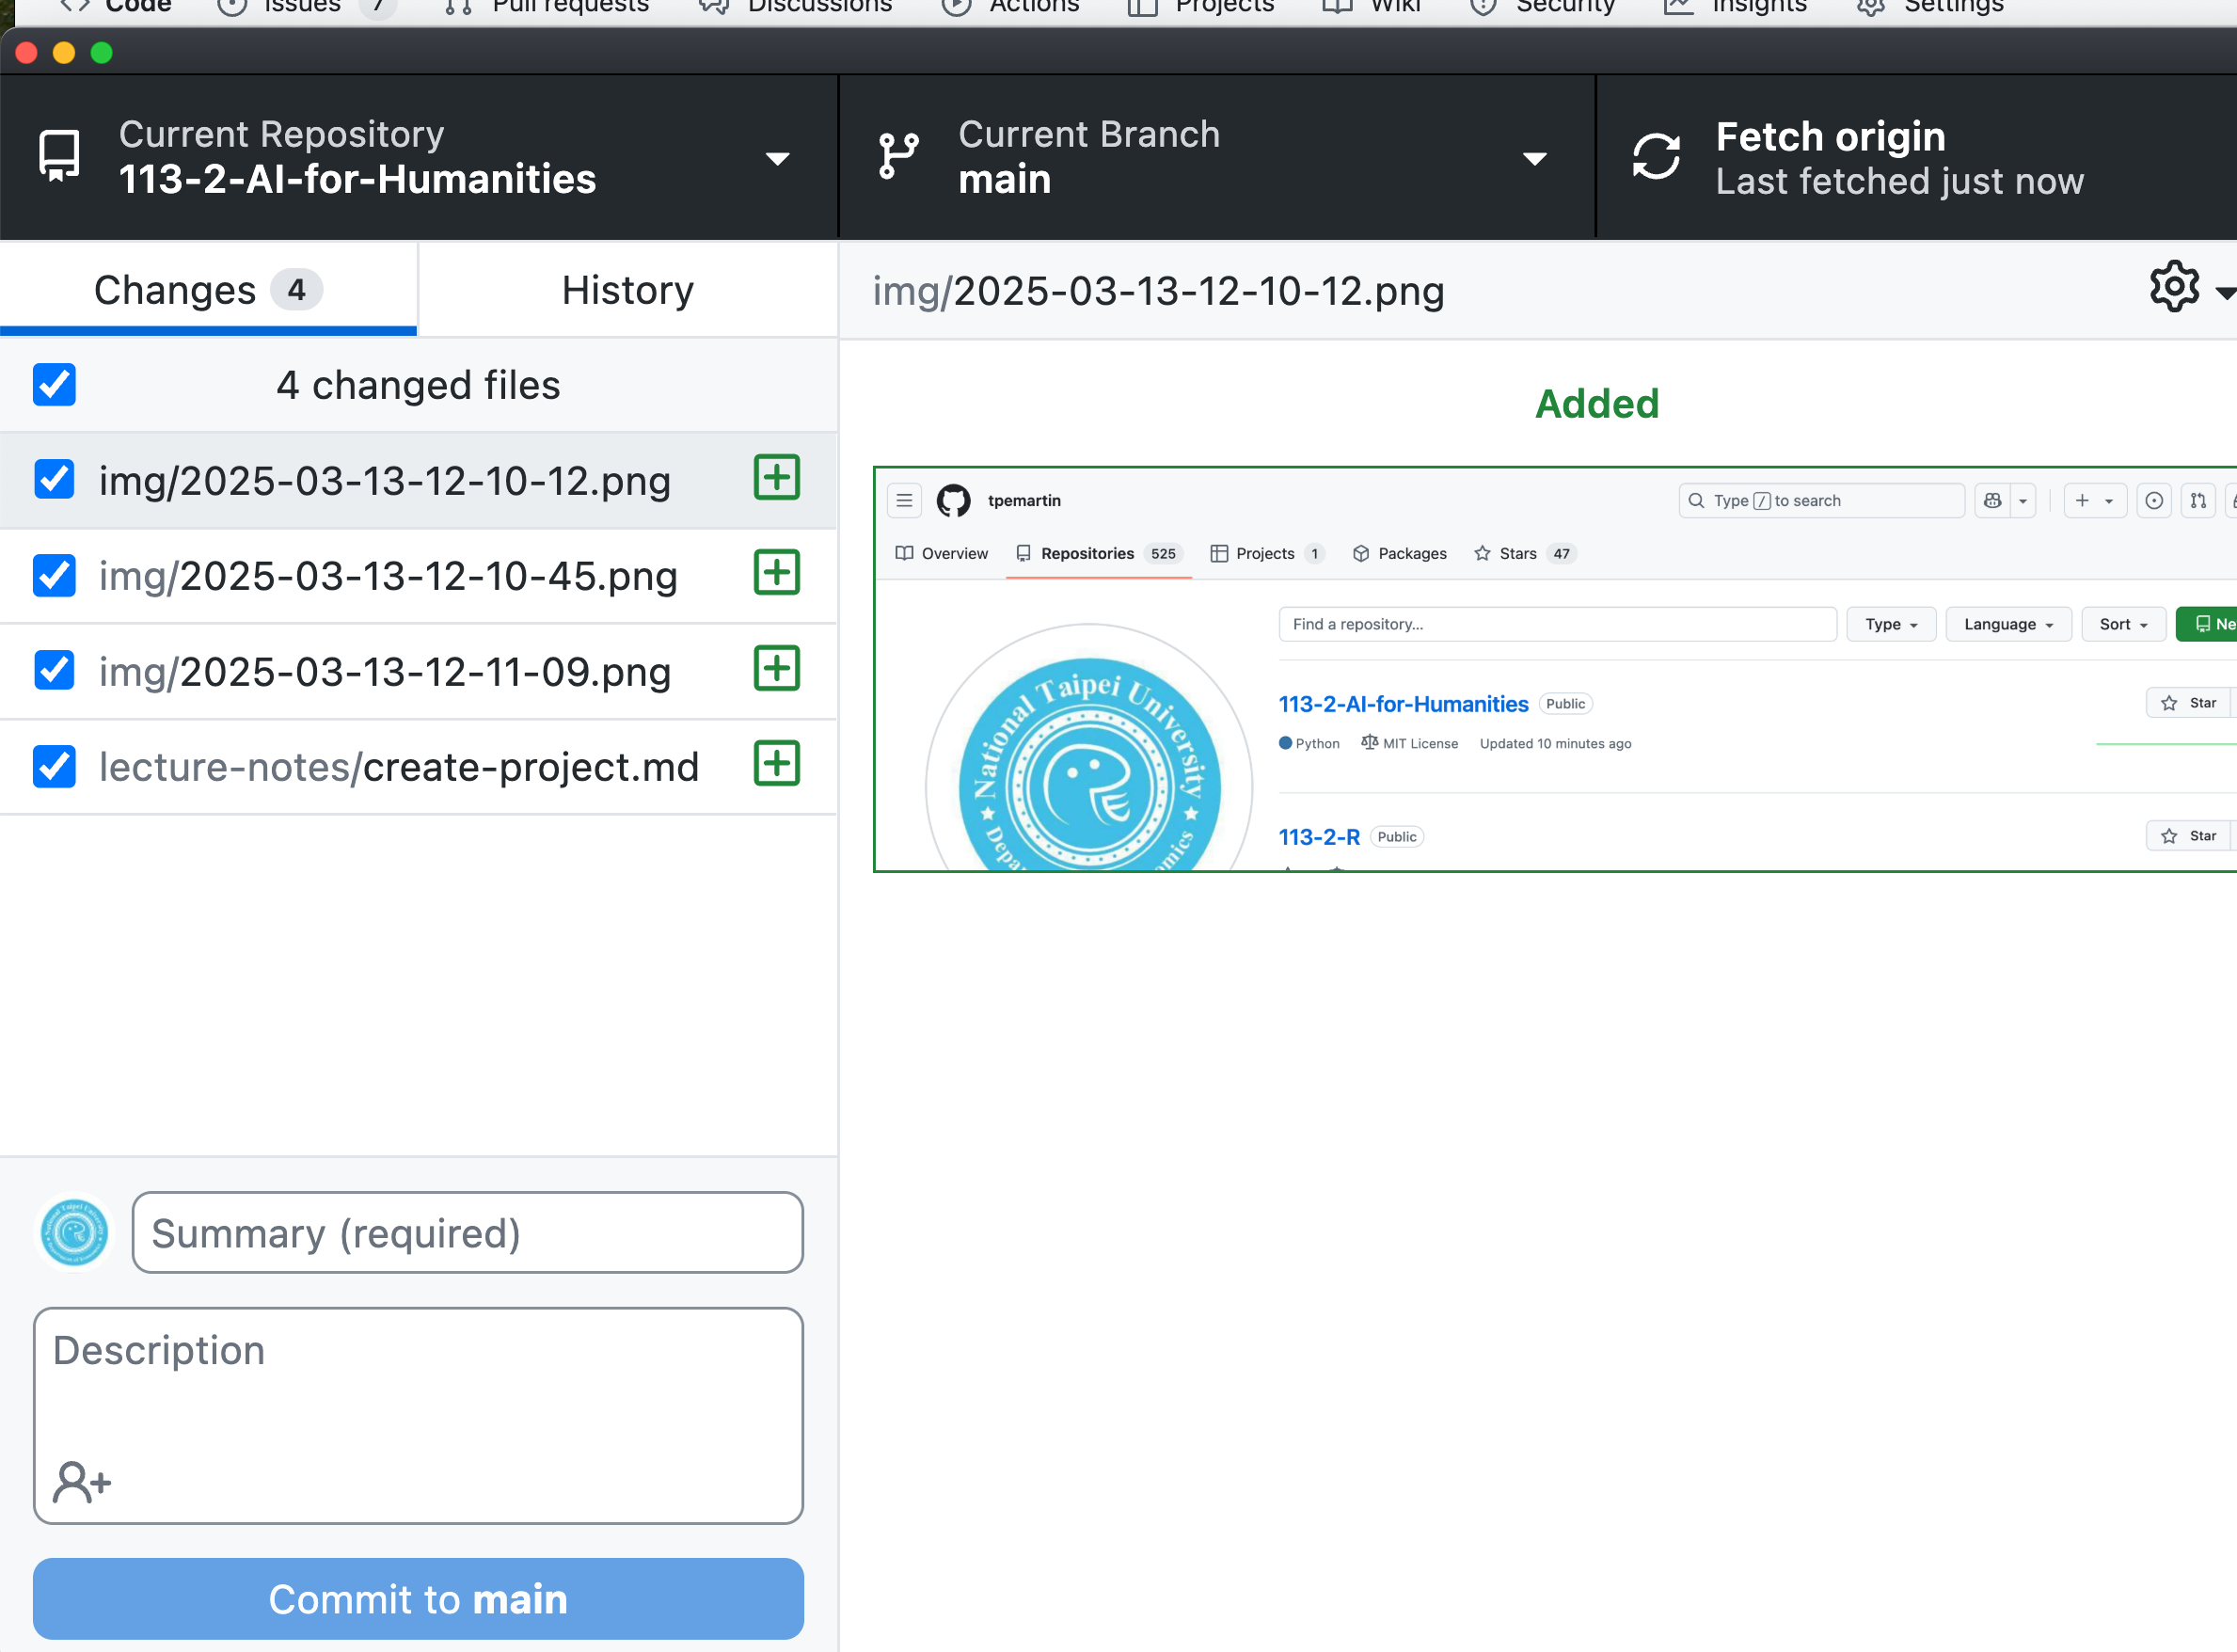 Code Issues 7 Pull requests Discussions Actions Projects Wiki Security Insights Settings
Current Repository
113-2-AI-for-Humanities
Current Branch
main
Fetch origin
Last fetched just now
Changes 4
History
img/2025-03-13-12-10-12.png
4 changed files
img/2025-03-13-12-10-12.png
img/2025-03-13-12-10-45.png
img/2025-03-13-12-11-09.png
lecture-notes/create-project.md
Added
tpemartin
Type / to search
Overview Repositories 525 Projects 1 Packages Stars 47
Find a repository...
Type
Language
Sort
Ne
National Taipei University
113-2-AI-for-Humanities Public
Star
Python MIT License Updated 10 minutes ago
113-2-R Public
Star
Summary (required)
Description
Commit to main